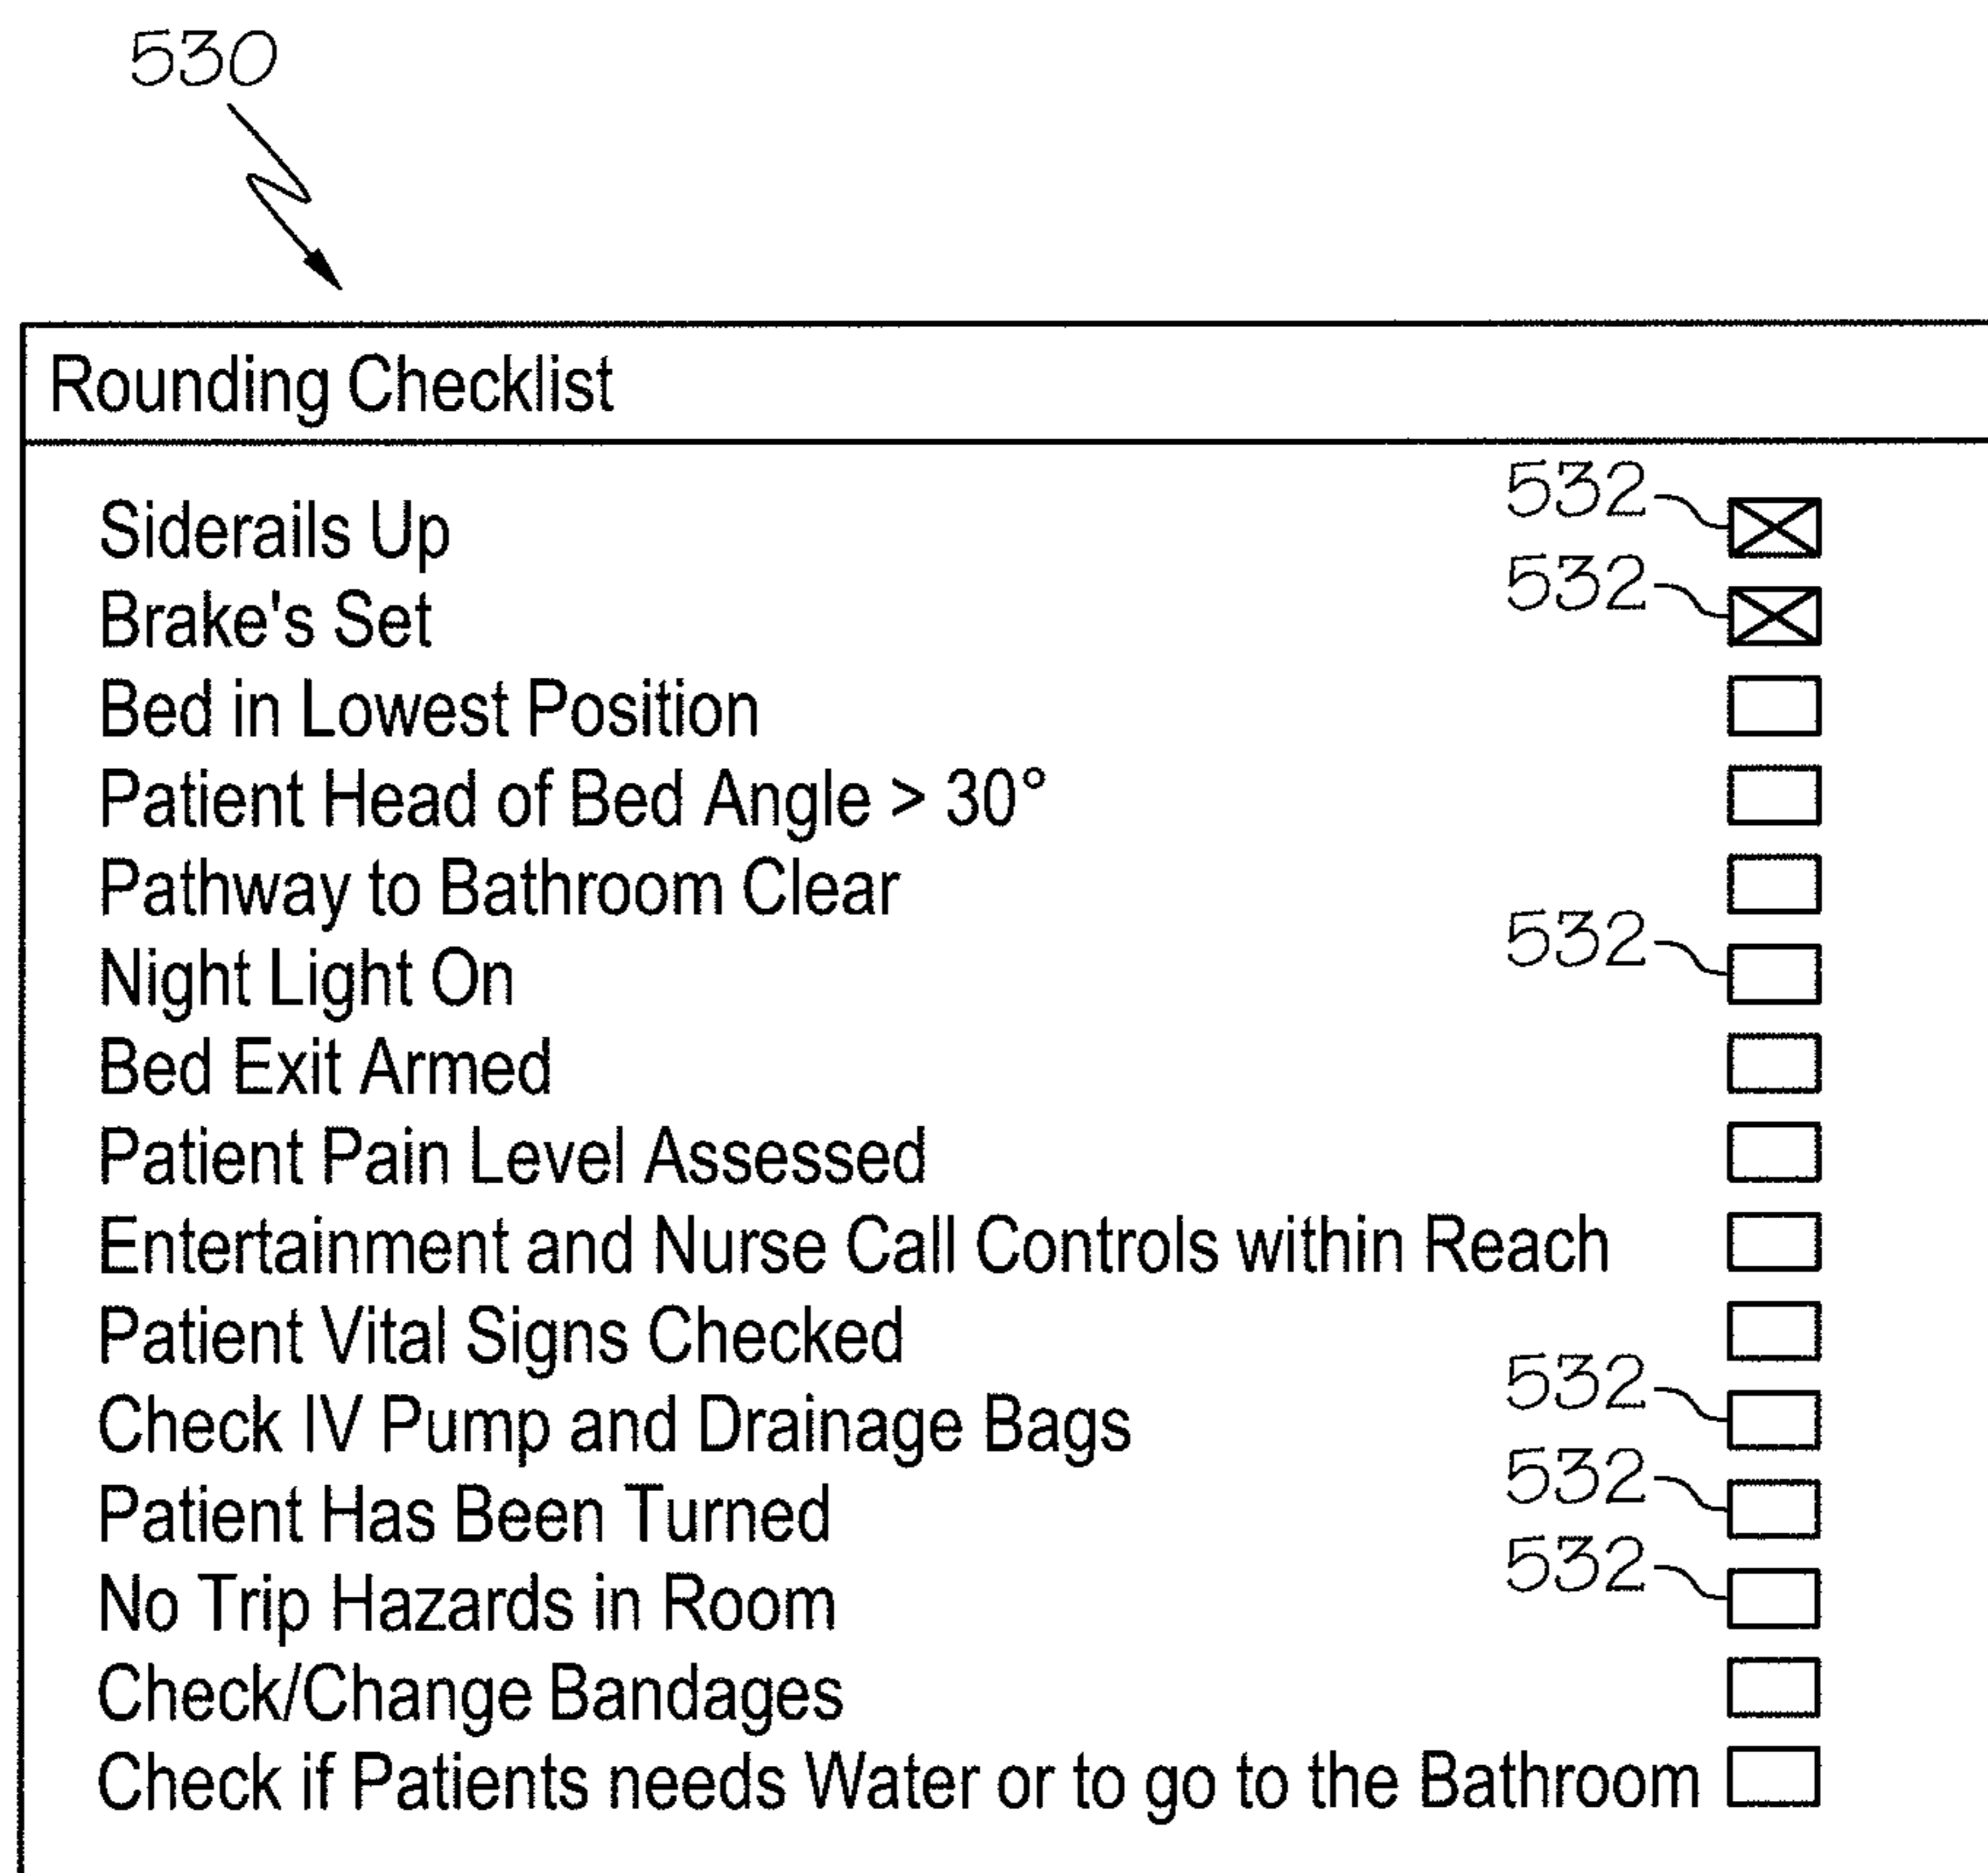 530
Rounding Checklist
Siderails Up 532
Brake's Set 532
Bed in Lowest Position
Patient Head of Bed Angle > 30°
Pathway to Bathroom Clear
Night Light On 532
Bed Exit Armed
Patient Pain Level Assessed
Entertainment and Nurse Call Controls within Reach
Patient Vital Signs Checked
Check IV Pump and Drainage Bags 532
Patient Has Been Turned 532
No Trip Hazards in Room 532
Check/Change Bandages
Check if Patients needs Water or to go to the Bathroom